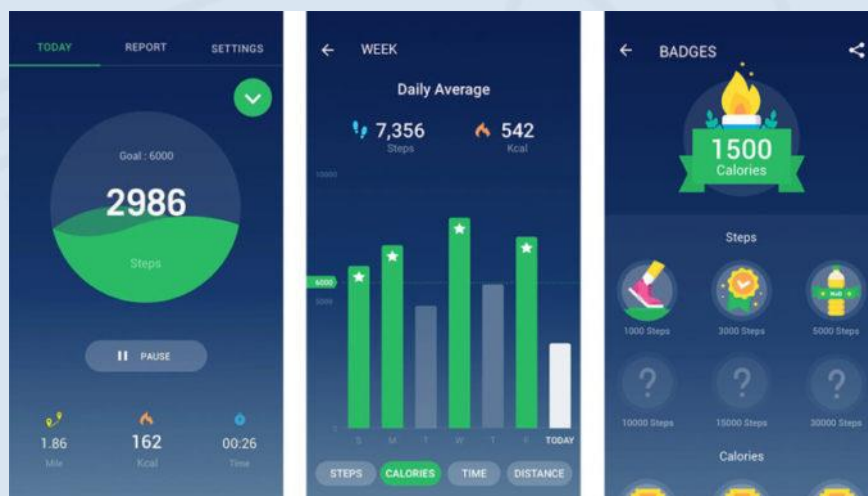 TODAY REPORT SETTINGS
Goal : 6000
2986
Steps
PAUSE
1.86 162 00:26
Mile Kcal Time
WEEK
Daily Average
7,356 542
Steps Kcal
10000
6000
5000
0
S M T W T F TODAY
STEPS CALORIES TIME DISTANCE
BADGES
1500
Calories
Steps
1000 Steps 3000 Steps 5000 Steps
? ? ?
10000 Steps 15000 Steps 30000 Steps
Calories